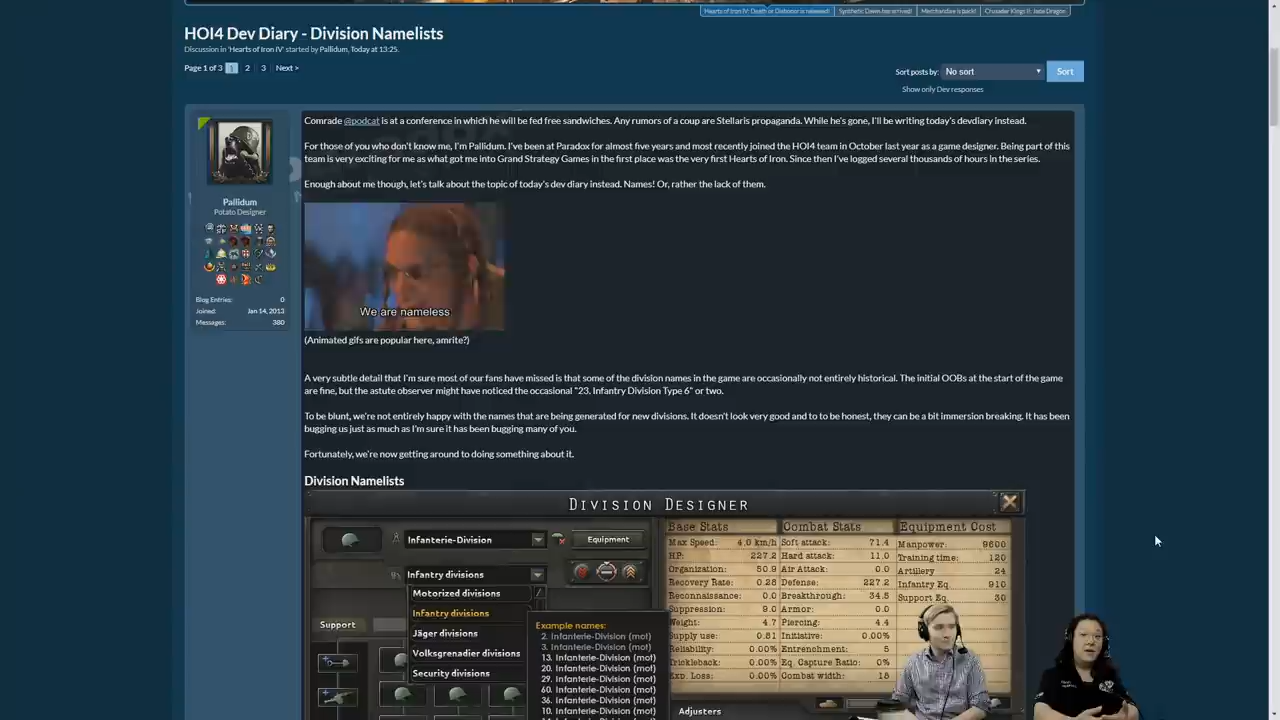 Hearts of Iron IV: Death or Dishonor is released! Synthetic Dawn has arrived! Merchandise is back! Crusader Kings II: Jade Dragon
HOI4 Dev Diary - Division Namelists
Discussion in 'Hearts of Iron IV' started by Pallidum, Today at 13:25.
Page 1 of 3 1 2 3 Next >
Sort posts by: No sort Sort
Show only Dev responses
Pallidum
Potato Designer
Blog Entries: 0
Joined: Jan 14, 2013
Messages: 380
Comrade @podcat is at a conference in which he will be fed free sandwiches. Any rumors of a coup are Stellaris propaganda. While he's gone, I'll be writing today's devdiary instead.
For those of you who don't know me, I'm Pallidum. I've been at Paradox for almost five years and most recently joined the HOI4 team in October last year as a game designer. Being part of this
team is very exciting for me as what got me into Grand Strategy Games in the first place was the very first Hearts of Iron. Since then I've logged several thousands of hours in the series.
Enough about me though, let's talk about the topic of today's dev diary instead. Names! Or, rather the lack of them.
We are nameless
(Animated gifs are popular here, amrite?)
A very subtle detail that I'm sure most of our fans have missed is that some of the division names in the game are occasionally not entirely historical. The initial OOBs at the start of the game
are fine, but the astute observer might have noticed the occasional "23. Infantry Division Type 6" or two.
To be blunt, we're not entirely happy with the names that are being generated for new divisions. It doesn't look very good and to to be honest, they can be a bit immersion breaking. It has been
bugging us just as much as I'm sure it has been bugging many of you.
Fortunately, we're now getting around to doing something about it.
Division Namelists
DIVISION DESIGNER
Infanterie-Division Equipment
Infantry divisions
Motorized divisions
Infantry divisions
Jäger divisions
Volksgrenadier divisions
Security divisions
Support
Example names:
2. Infanterie-Division (mot)
3. Infanterie-Division (mot)
13. Infanterie-Division (mot)
20. Infanterie-Division (mot)
29. Infanterie-Division (mot)
60. Infanterie-Division (mot)
36. Infanterie-Division (mot)
10. Infanterie-Division (mot)
Base Stats
Max Speed: 4.0 km/h
HP: 227.2
Organization: 50.9
Recovery Rate: 0.28
Reconnaissance: 0.0
Suppression: 9.0
Weight: 4.7
Supply use: 0.81
Reliability: 0.00%
Trickleback: 0.00%
Exp. Loss: 0.00%
Combat Stats
Soft attack: 71.4
Hard attack: 11.0
Air Attack: 0.0
Defense: 227.2
Breakthrough: 34.5
Armor: 0.0
Piercing: 4.4
Initiative: 0.00%
Entrenchment: 5
Eq. Capture Ratio: 0%
Combat width: 18
Equipment Cost
Manpower: 9600
Training time: 120
Artillery 24
Infantry Eq. 910
Support Eq. 30
Adjusters